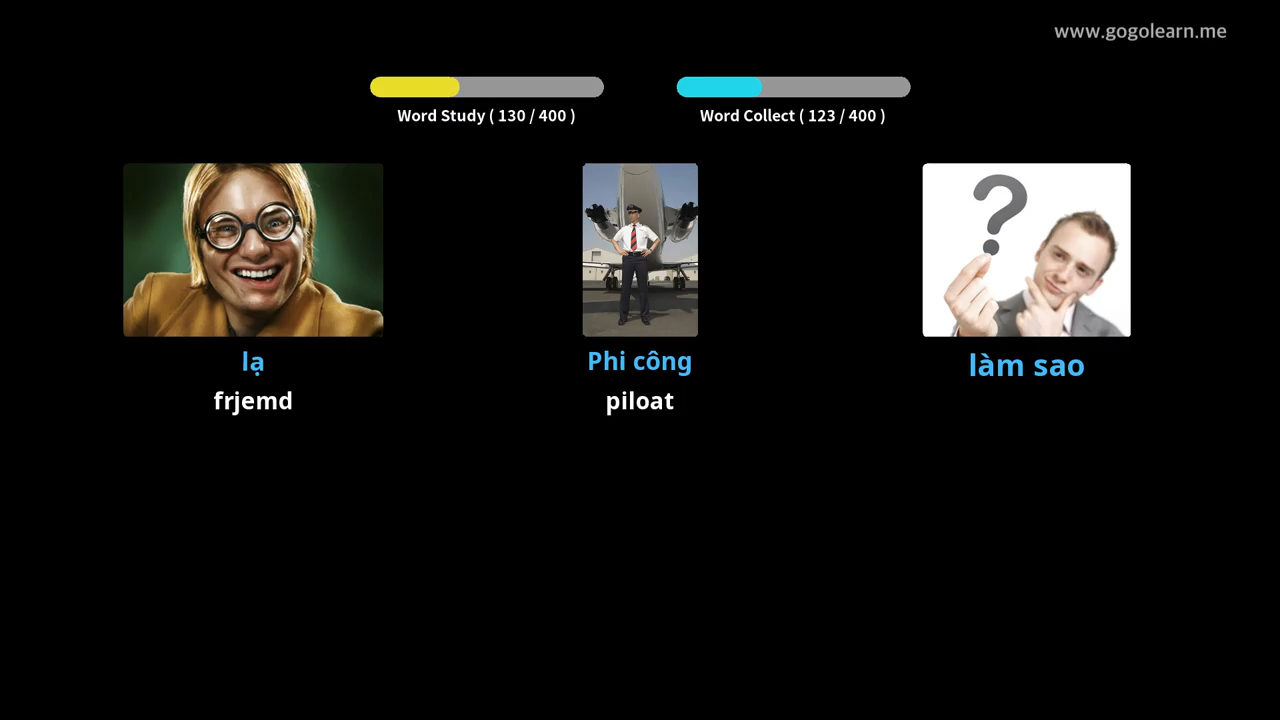 www.gogolearn.me
Word Study ( 130 / 400 )
Word Collect ( 123 / 400 )
lạ
frjemd
Phi công
piloat
làm sao